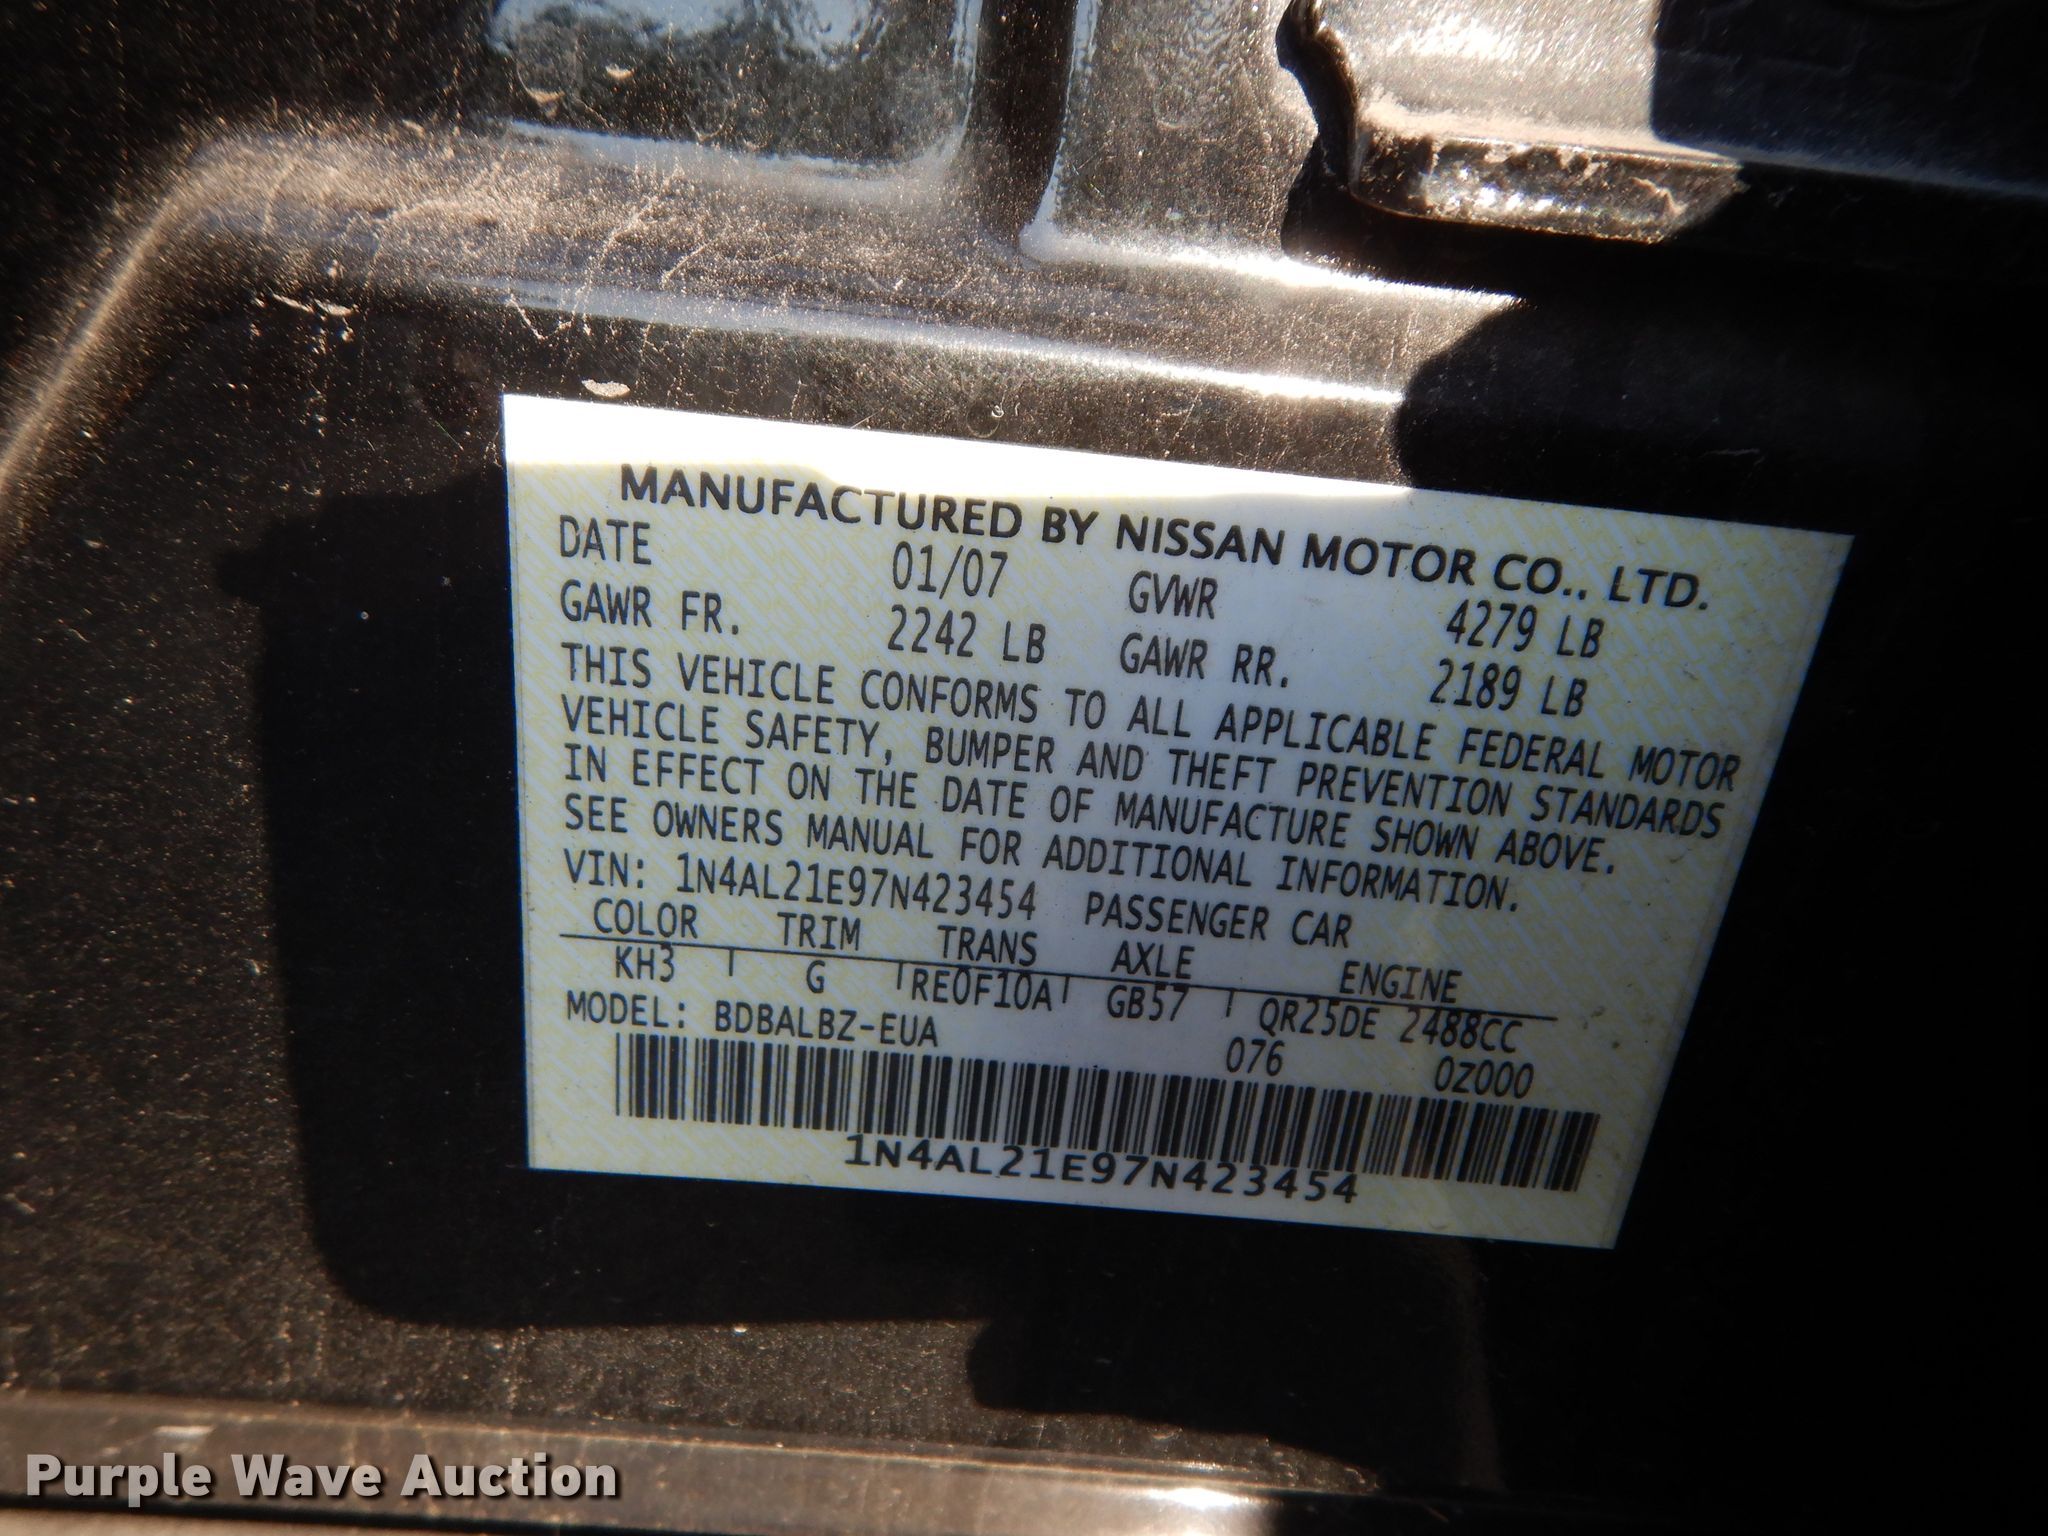 MANUFACTURED BY NISSAN MOTOR CO., LTD.
DATE 01/07 GVWR 4279 LB
GAWR FR. 2242 LB GAWR RR. 2189 LB
THIS VEHICLE CONFORMS TO ALL APPLICABLE FEDERAL MOTOR
VEHICLE SAFETY, BUMPER AND THEFT PREVENTION STANDARDS
IN EFFECT ON THE DATE OF MANUFACTURE SHOWN ABOVE.
SEE OWNERS MANUAL FOR ADDITIONAL INFORMATION.
VIN: 1N4AL21E97N423454 PASSENGER CAR
COLOR TRIM TRANS AXLE ENGINE
KH3 G RE0F10A GB57 QR25DE 2488CC
MODEL: BDBALBZ-EUA 076 0Z000
1N4AL21E97N423454
Purple Wave Auction